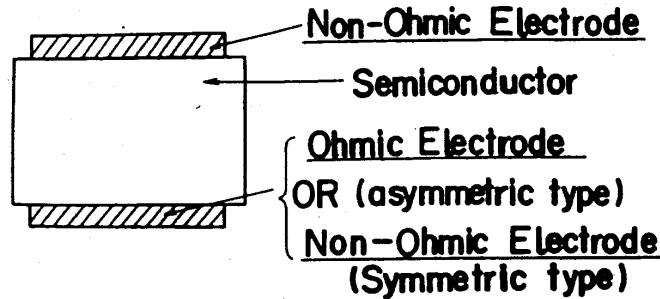 Non-Ohmic Electrode
Semiconductor
Ohmic Electrode
OR (asymmetric type)
Non-Ohmic Electrode
(Symmetric type)